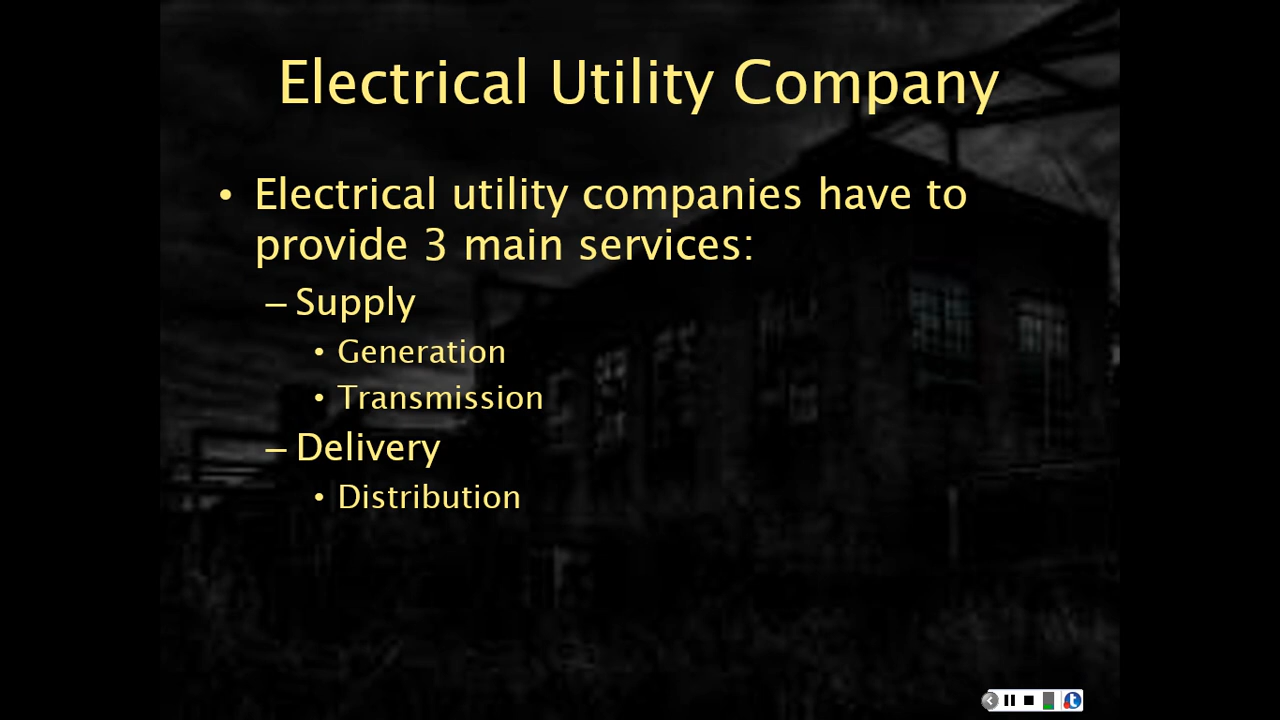 Electrical Utility Company
• Electrical utility companies have to
provide 3 main services:
– Supply
• Generation
• Transmission
– Delivery
• Distribution